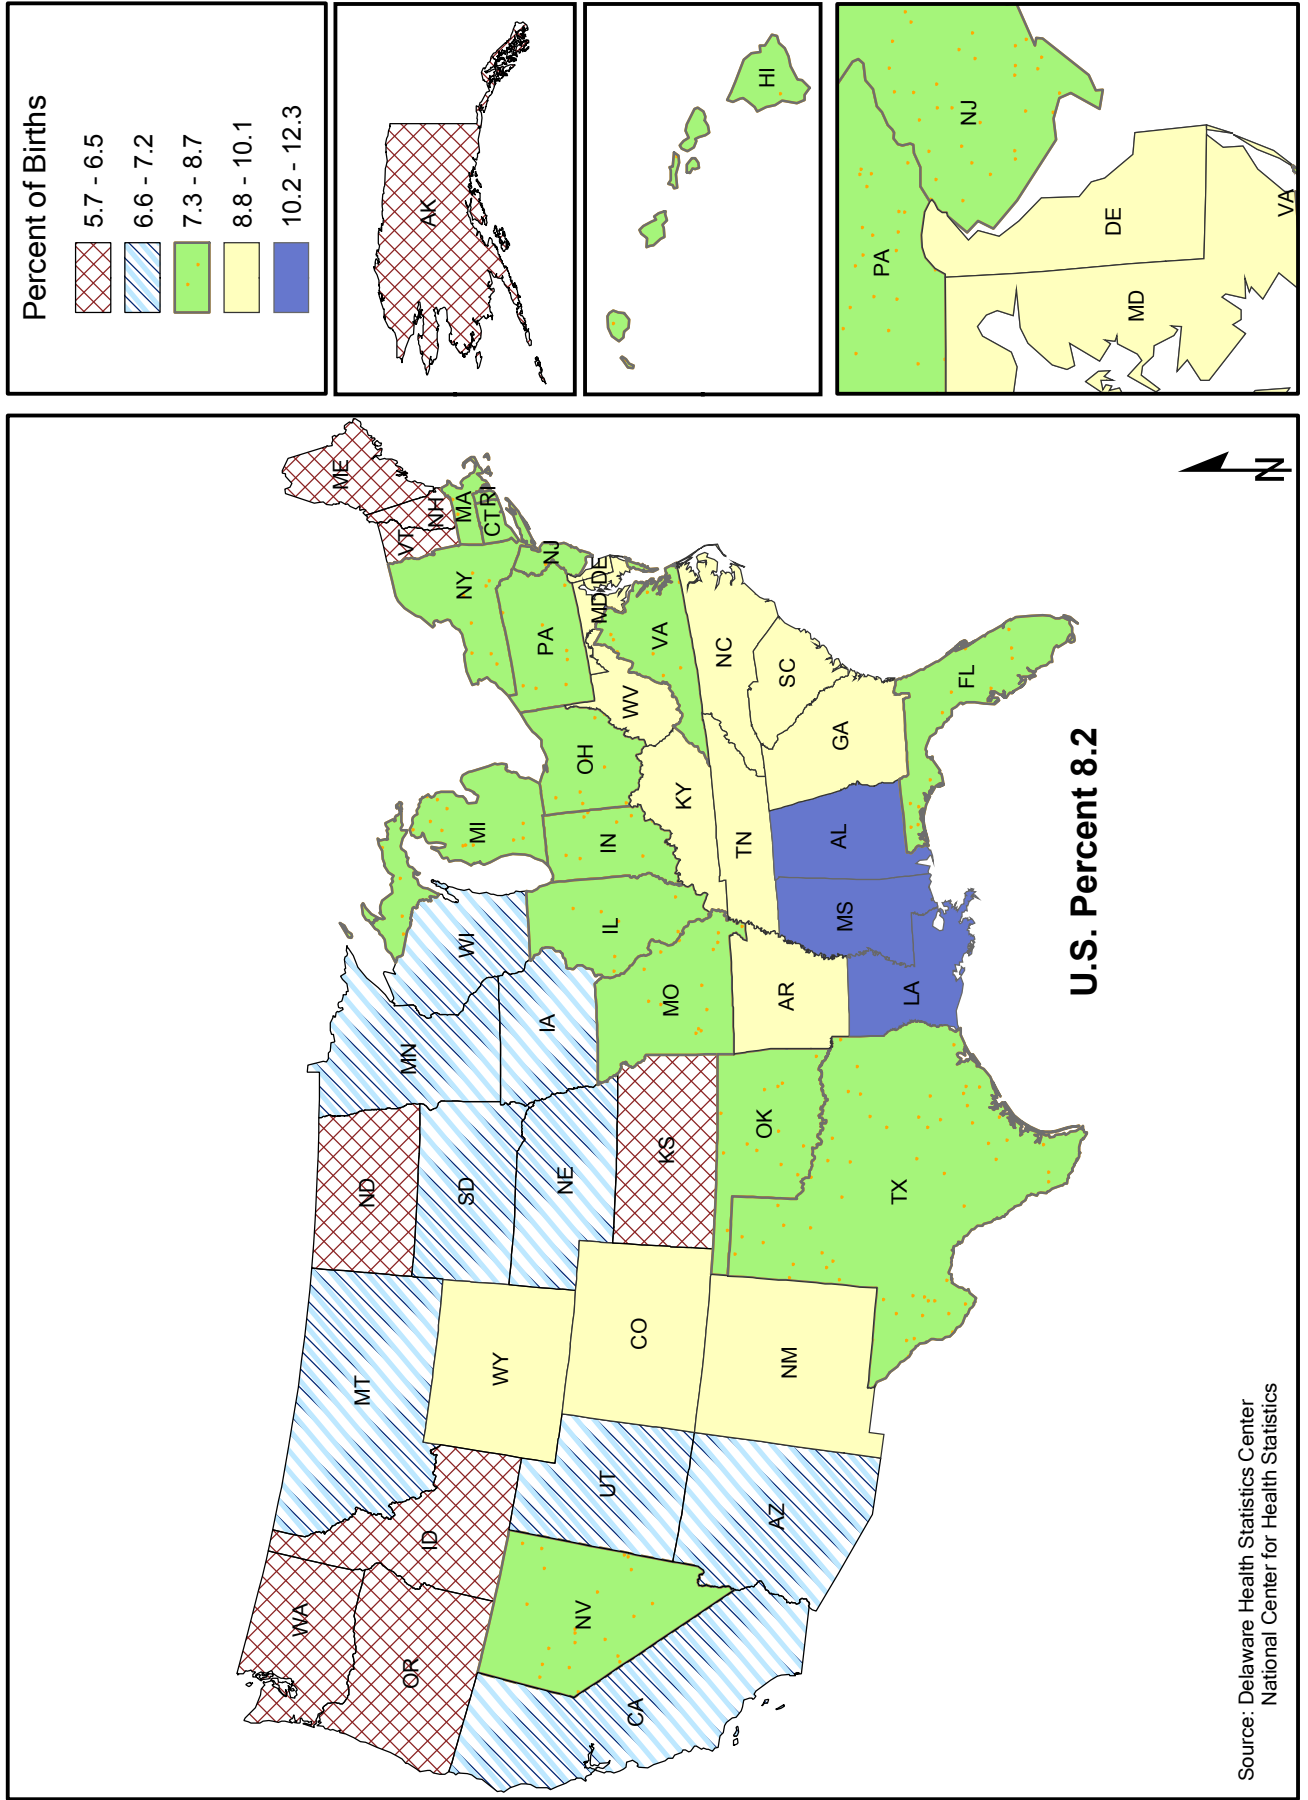 Percent of Births
5.7 - 6.5
6.6 - 7.2
7.3 - 8.7
8.8 - 10.1
10.2 - 12.3
AK
HI
PA
NJ
DE
MD
VA
WA
OR
CA
NV
ID
MT
WY
UT
AZ
CO
NM
ND
SD
NE
KS
OK
TX
MN
IA
MO
AR
LA
WI
IL
MS
MI
IN
OH
KY
TN
AL
GA
FL
SC
NC
VA
WV
MD
DE
PA
NJ
NY
CT
RI
MA
VT
NH
ME
U.S. Percent 8.2
N
Source: Delaware Health Statistics Center
National Center for Health Statistics